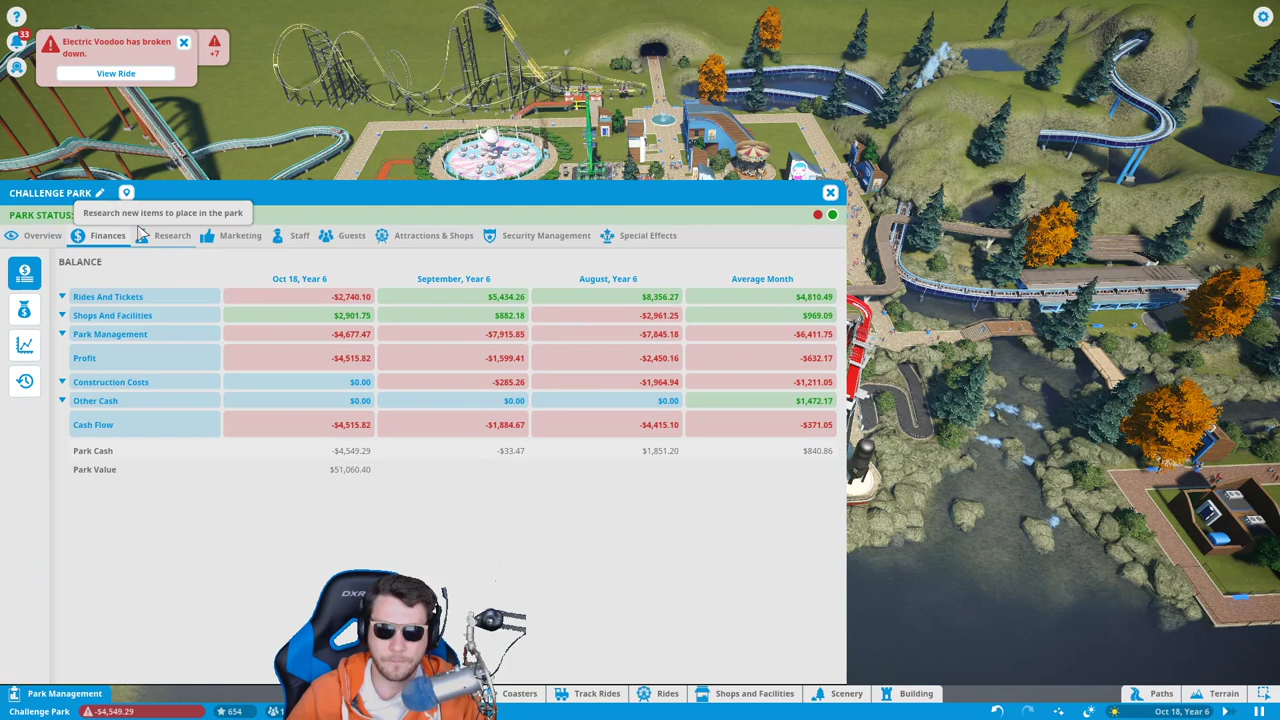 ?
33
Electric Voodoo has broken
down.
+7
View Ride
CHALLENGE PARK
Research new items to place in the park
PARK STATUS:
Overview
Finances
Research
Marketing
Staff
Guests
Attractions & Shops
Security Management
Special Effects
BALANCE
Oct 18, Year 6
September, Year 6
August, Year 6
Average Month
Rides And Tickets
-$2,740.10
$5,434.26
$8,356.27
$4,810.49
Shops And Facilities
$2,901.75
$882.18
-$2,961.25
$969.09
Park Management
-$4,677.47
-$7,915.85
-$7,845.18
-$6,411.75
Profit
-$4,515.82
-$1,599.41
-$2,450.16
-$632.17
Construction Costs
$0.00
-$285.26
-$1,964.94
-$1,211.05
Other Cash
$0.00
$0.00
$0.00
$1,472.17
Cash Flow
-$4,515.82
-$1,884.67
-$4,415.10
-$371.05
Park Cash
-$4,549.29
-$33.47
$1,851.20
$840.86
Park Value
$51,060.40
DXR
Park Management
Coasters
Track Rides
Rides
Shops and Facilities
Scenery
Building
Paths
Terrain
Challenge Park
-$4,549.29
654
Oct 18, Year 6